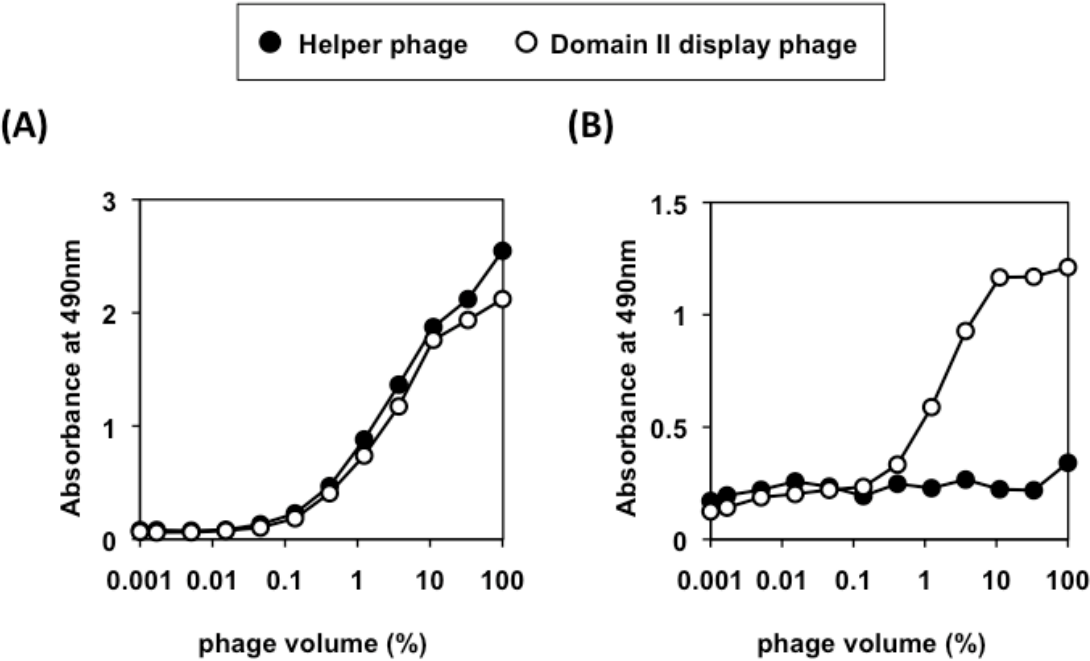 Helper phage
Domain II display phage
(A)
(B)
Absorbance at 490nm
3
2
1
0
0.001 0.01 0.1 1 10 100
phage volume (%)
Absorbance at 490nm
1.5
1
0.5
0
0.001 0.01 0.1 1 10 100
phage volume (%)